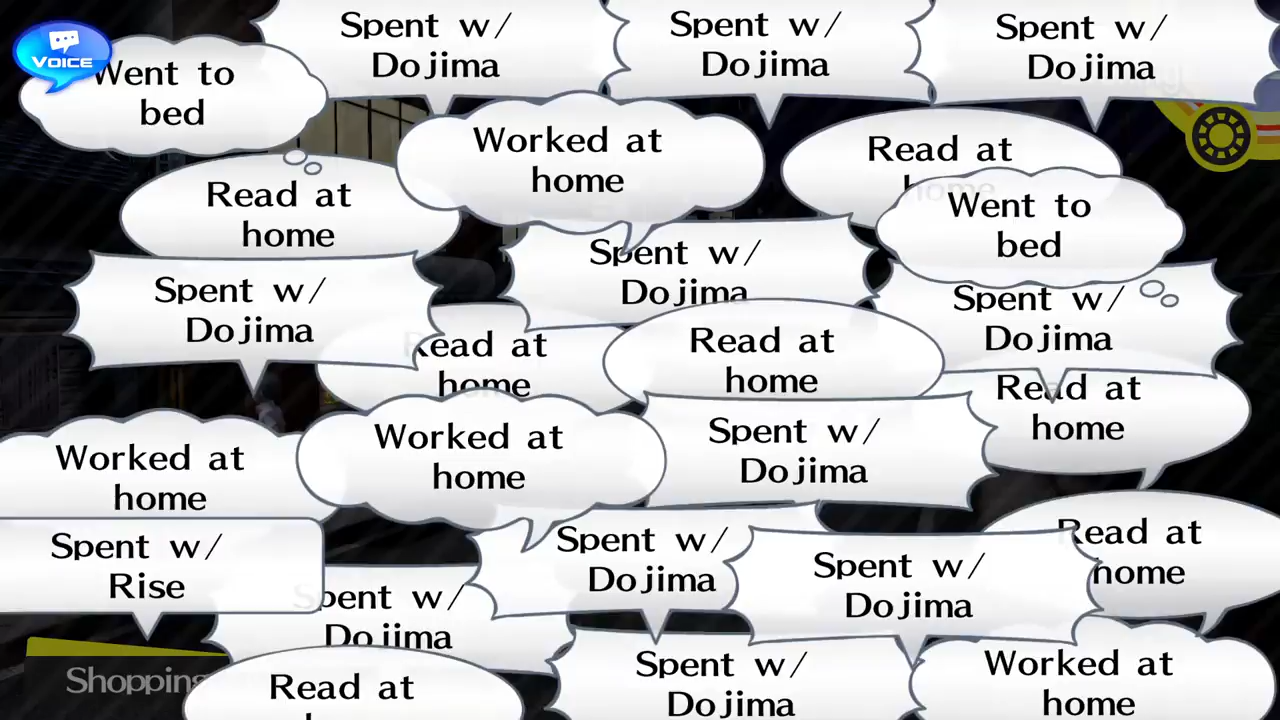 VOICE
Spent w/
Dojima
Spent w/
Dojima
Spent w/
Dojima
Went to
bed
Worked at
home
Read at
home
Read at
home
Went to
bed
Spent w/
Dojima
Spent w/
Dojima
Spent w/
Dojima
Read at
home
Read at
home
Read at
home
Worked at
home
Worked at
home
Spent w/
Dojima
Spent w/
Rise
Spent w/
Dojima
Spent w/
Dojima
Spent w/
Dojima
Read at
home
Spent w/
Dojima
Worked at
home
Read at
Shopping